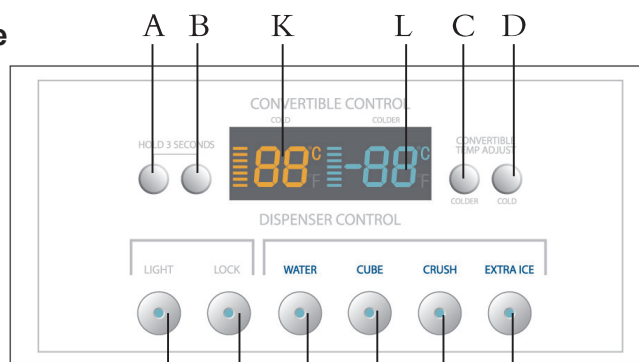 e
A B K L C D
CONVERTIBLE CONTROL
COLD COLDER
HOLD 3 SECONDS
88 °C °F
-88 °C °F
CONVERTIBLE
TEMP ADJUST
COLDER COLD
DISPENSER CONTROL
LIGHT LOCK WATER CUBE CRUSH EXTRA ICE